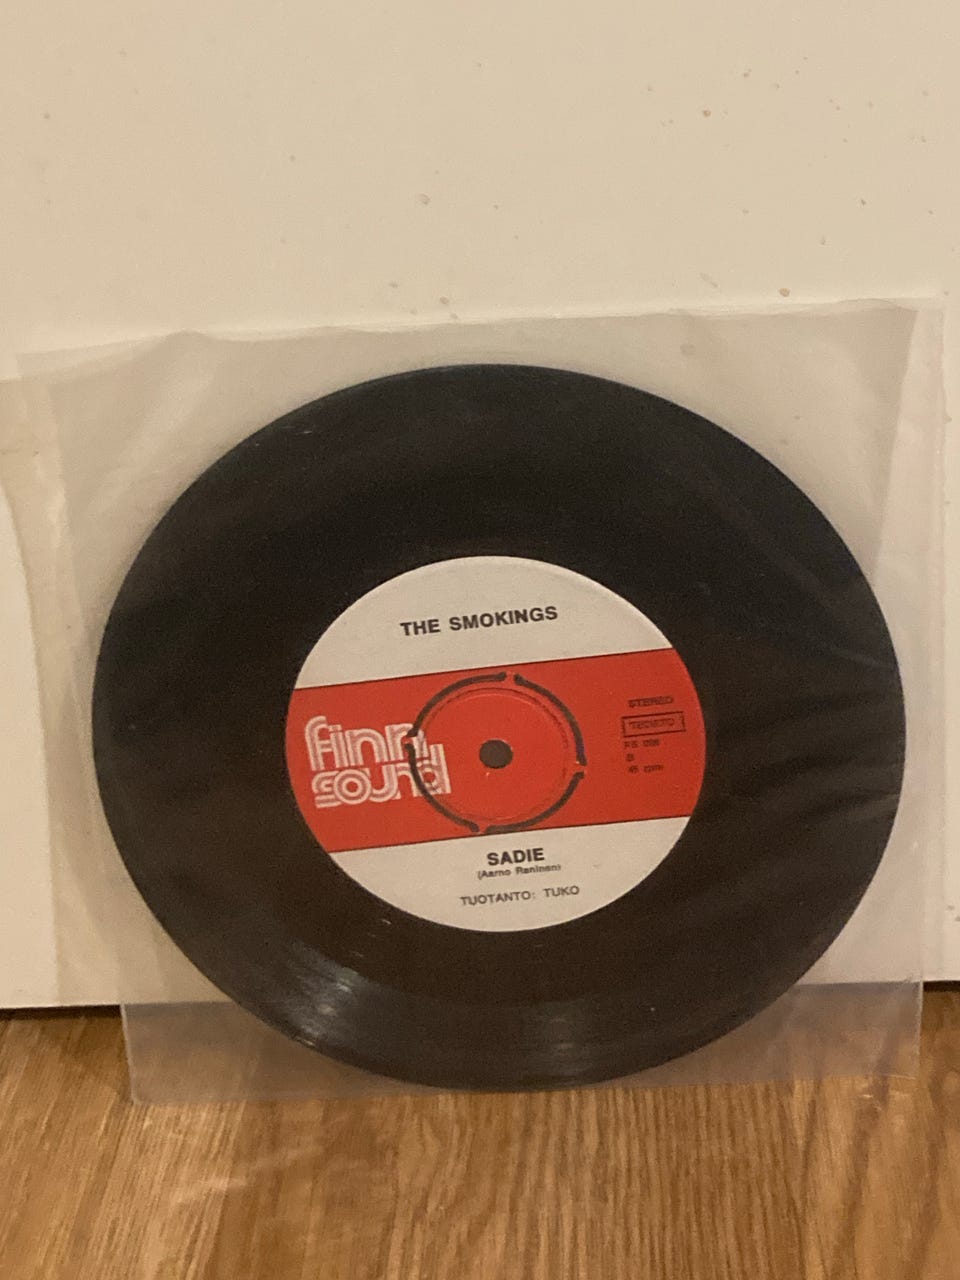 THE SMOKINGS
finn
sound
STEREO
B
45 rpm
SADIE
(Aarno Raninen)
TUOTANTO: TUKO